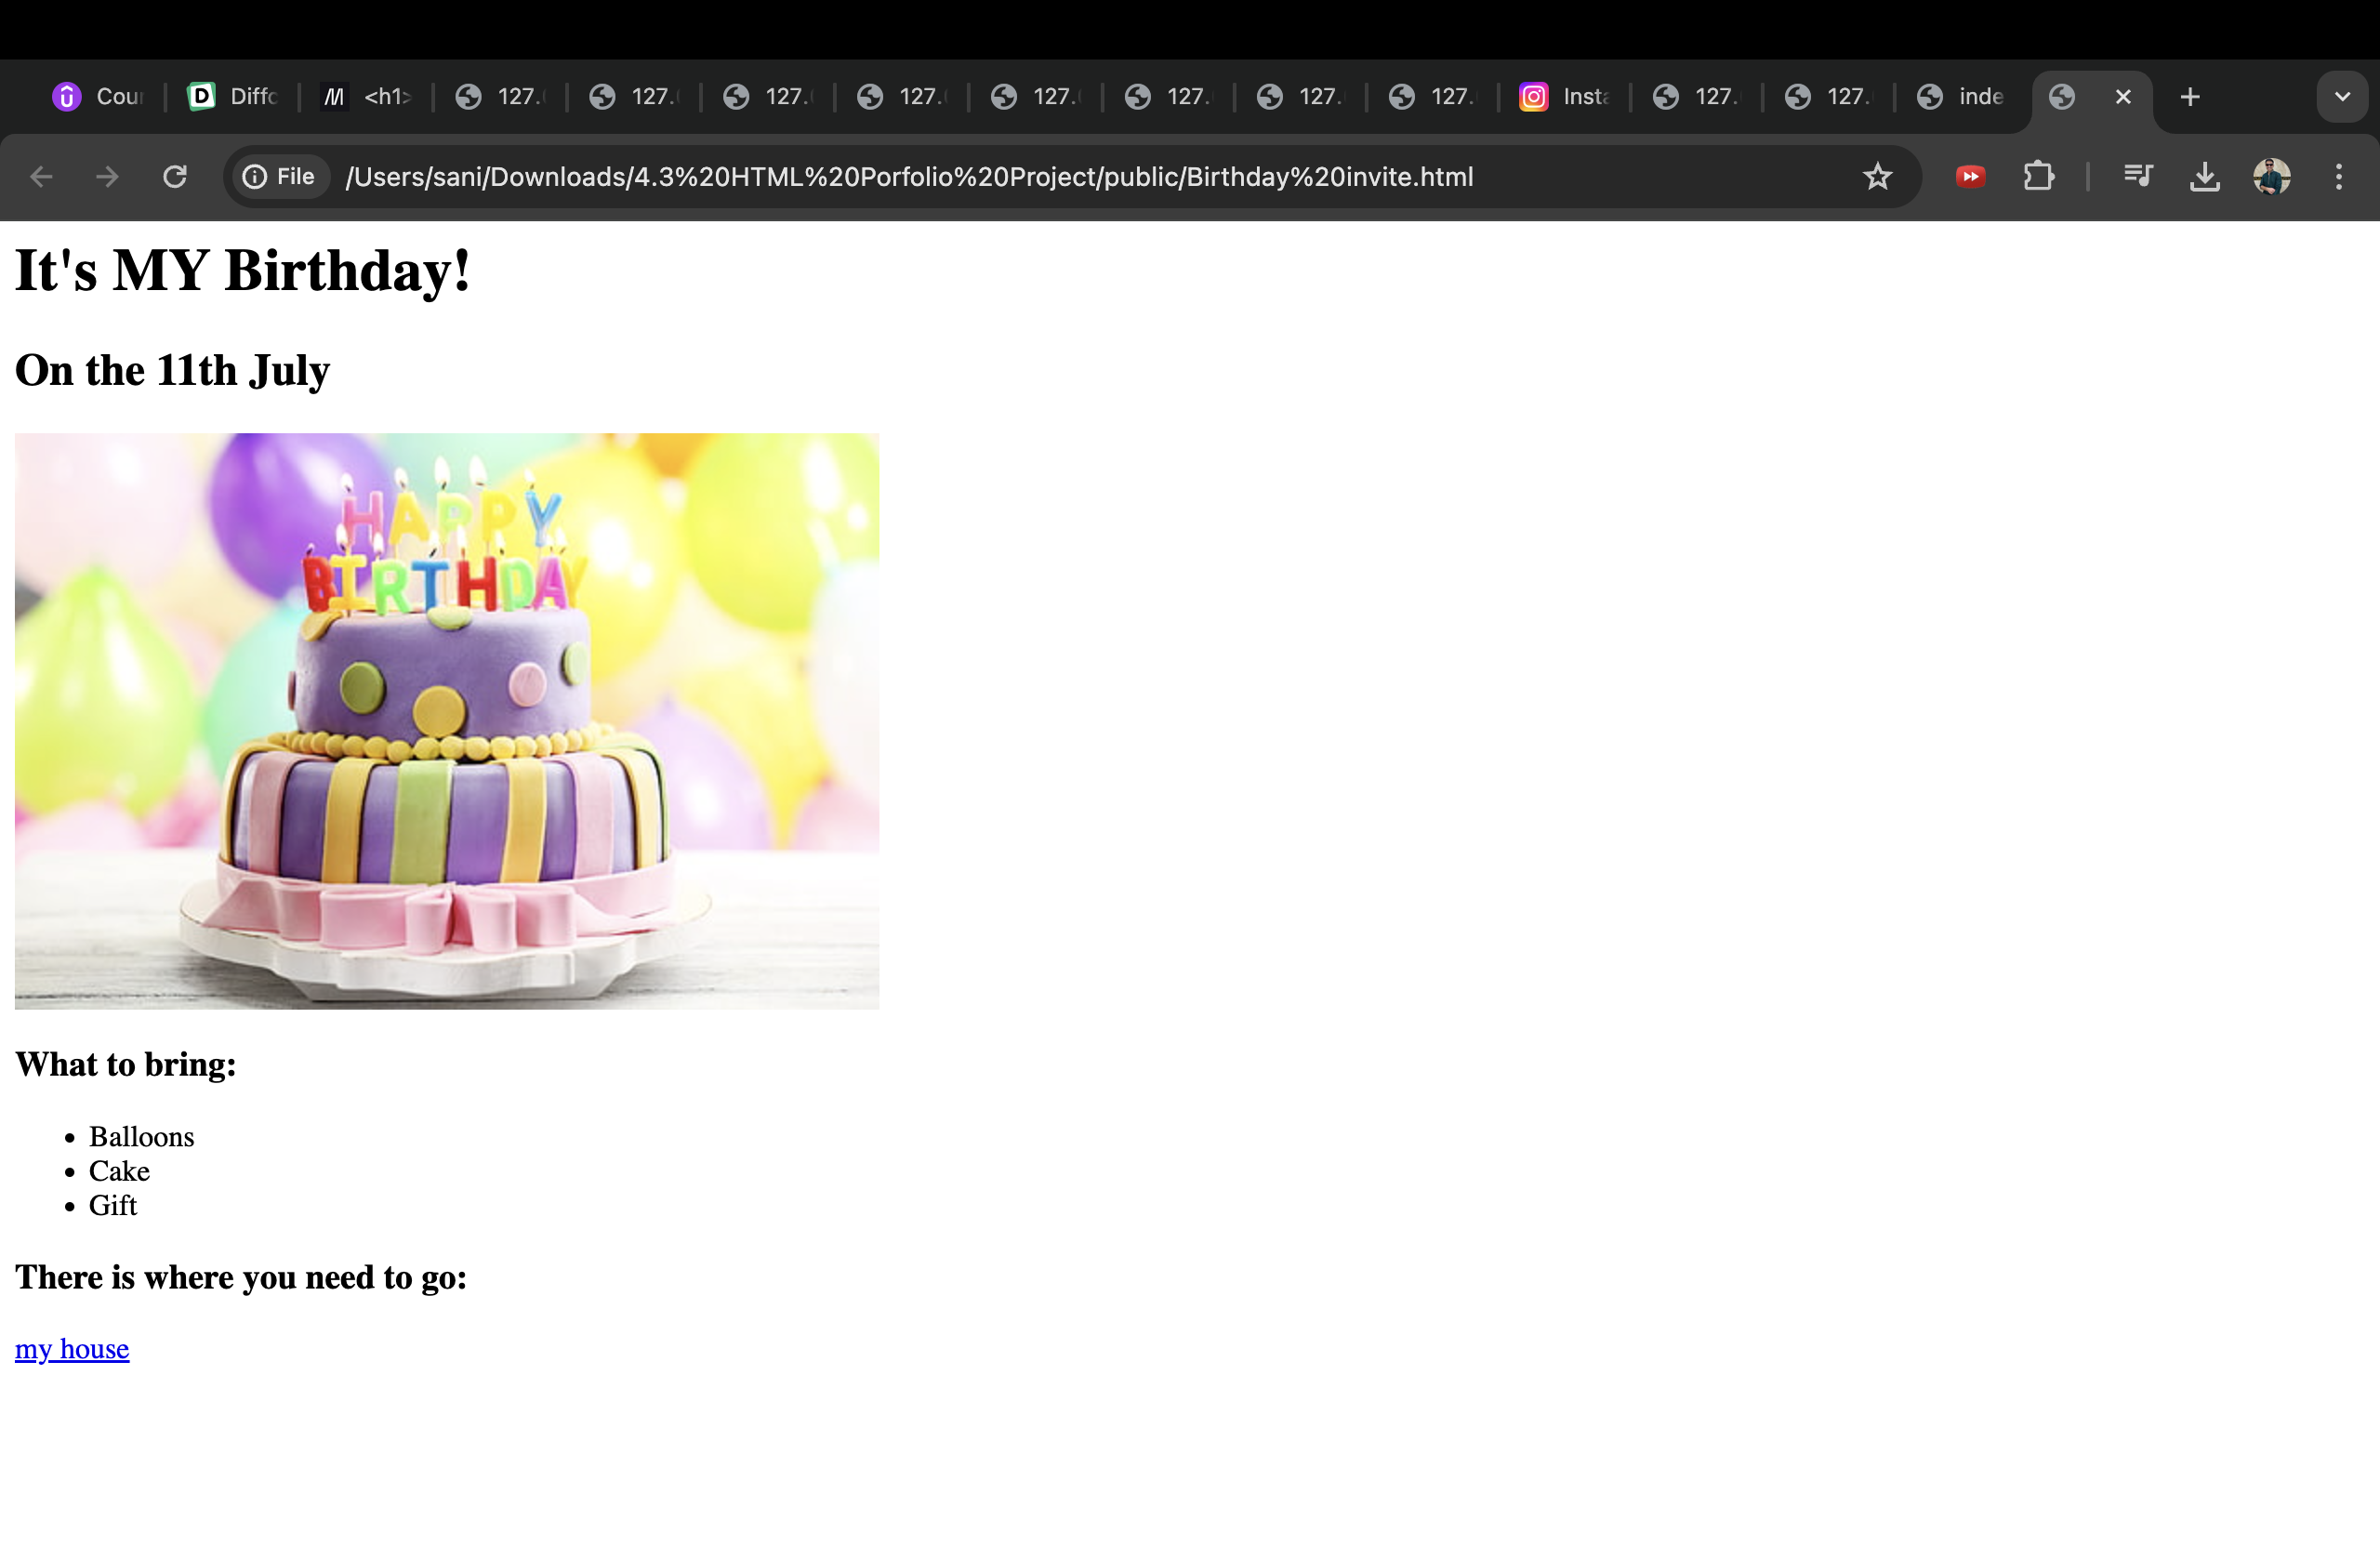 Cour
Diffc
<h1>
127.
127.
127.
127.
127.
127.
127.
127.
Insta
127.
127.
inde
File
/Users/sani/Downloads/4.3%20HTML%20Porfolio%20Project/public/Birthday%20invite.html
It's MY Birthday!
On the 11th July
HAPPY
BIRTHDAY
What to bring:
Balloons
Cake
Gift
There is where you need to go:
my house